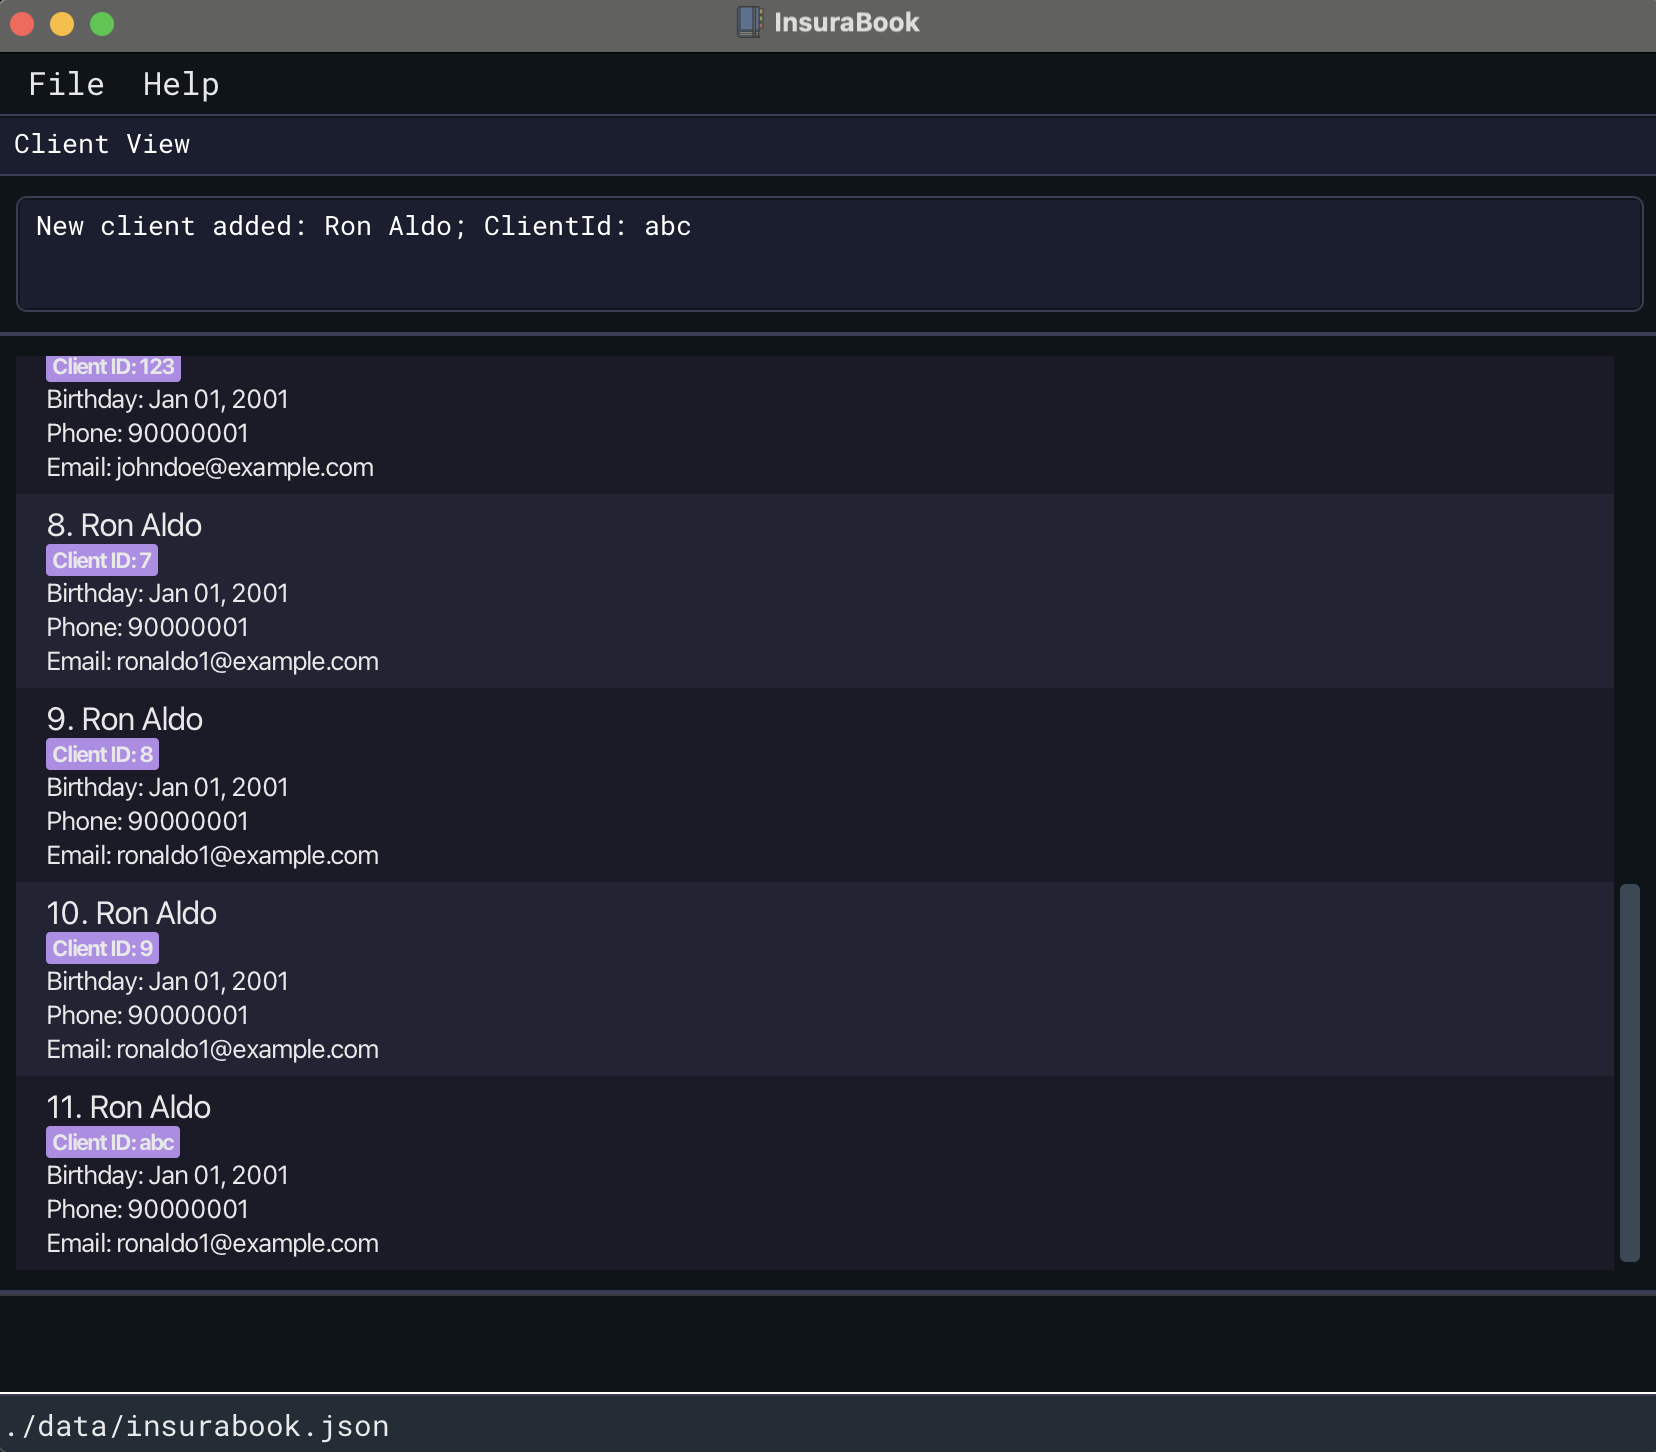 InsuraBook
File Help
Client View
New client added: Ron Aldo; ClientId: abc
Client ID: 123
Birthday: Jan 01, 2001
Phone: 90000001
Email: johndoe@example.com
8. Ron Aldo
Client ID: 7
Birthday: Jan 01, 2001
Phone: 90000001
Email: ronaldo1@example.com
9. Ron Aldo
Client ID: 8
Birthday: Jan 01, 2001
Phone: 90000001
Email: ronaldo1@example.com
10. Ron Aldo
Client ID: 9
Birthday: Jan 01, 2001
Phone: 90000001
Email: ronaldo1@example.com
11. Ron Aldo
Client ID: abc
Birthday: Jan 01, 2001
Phone: 90000001
Email: ronaldo1@example.com
./data/insurabook.json